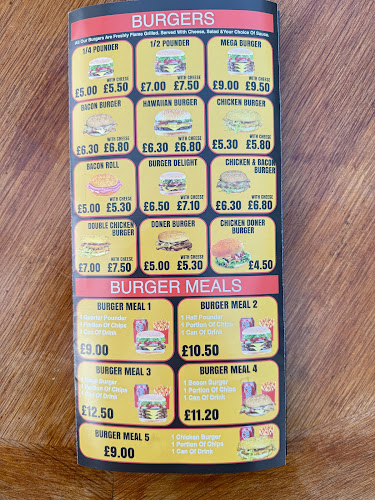 BURGERS
All Our Burgers Are Freshly Flame Grilled, Served With Cheese, Salad &Your Choice Of Sauce.
1/4 POUNDER
WITH CHEESE
£5.00 £5.50
1/2 POUNDER
WITH CHEESE
£7.00 £7.50
MEGA BURGER
WITH CHEESE
£9.00 £9.50
BACON BURGER
WITH CHEESE
£6.30 £6.80
HAWAIIAN BURGER
WITH CHEESE
£6.30 £6.80
CHICKEN BURGER
WITH CHEESE
£5.30 £5.80
BACON ROLL
WITH CHEESE
£5.00 £5.30
BURGER DELIGHT
WITH CHEESE
£6.50 £7.10
CHICKEN & BACON
BURGER
WITH CHEESE
£6.30 £6.80
DOUBLE CHICKEN
BURGER
WITH CHEESE
£7.00 £7.50
DONER BURGER
WITH CHEESE
£5.00 £5.30
CHICKEN DONER
BURGER
£4.50
BURGER MEALS
BURGER MEAL 1
1 Quarter Pounder
1 Portion Of Chips
1 Can Of Drink
£9.00
BURGER MEAL 2
1 Half Pounder
1 Portion Of Chips
1 Can Of Drink
£10.50
BURGER MEAL 3
Burger
1 Portion Of Chips
1 Can Of Drink
£12.50
BURGER MEAL 4
1 Bacon Burger
1 Portion Of Chips
1 Can Of Drink
£11.20
BURGER MEAL 5
1 Chicken Burger
1 Portion Of Chips
1 Can Of Drink
£9.00